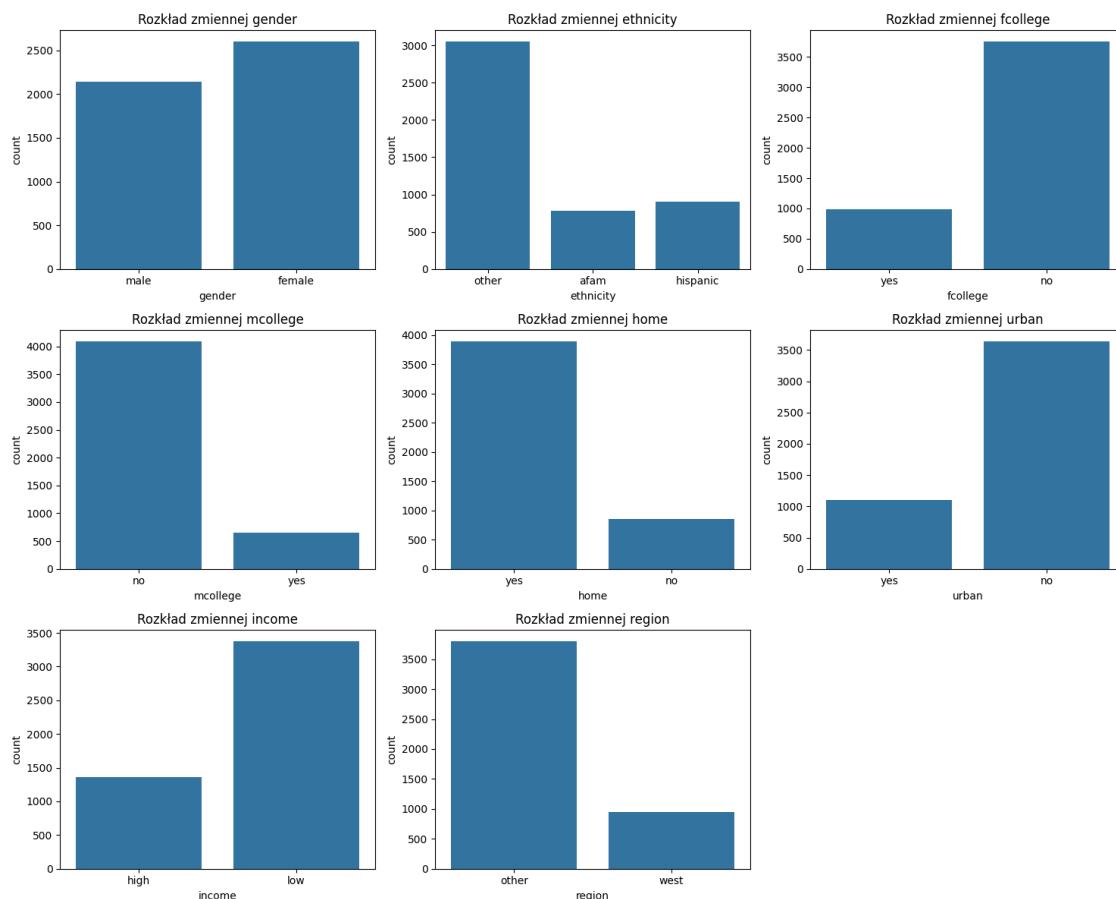 Rozkład zmiennej gender
2500
2000
1500
1000
500
0
count
male female
gender
Rozkład zmiennej ethnicity
3000
2500
2000
1500
1000
500
0
count
other afam hispanic
ethnicity
Rozkład zmiennej fcollege
3500
3000
2500
2000
1500
1000
500
0
count
yes no
fcollege
Rozkład zmiennej mcollege
4000
3500
3000
2500
2000
1500
1000
500
0
count
no yes
mcollege
Rozkład zmiennej home
4000
3500
3000
2500
2000
1500
1000
500
0
count
yes no
home
Rozkład zmiennej urban
3500
3000
2500
2000
1500
1000
500
0
count
yes no
urban
Rozkład zmiennej income
3500
3000
2500
2000
1500
1000
500
0
count
high low
income
Rozkład zmiennej region
3500
3000
2500
2000
1500
1000
500
0
count
other west
region